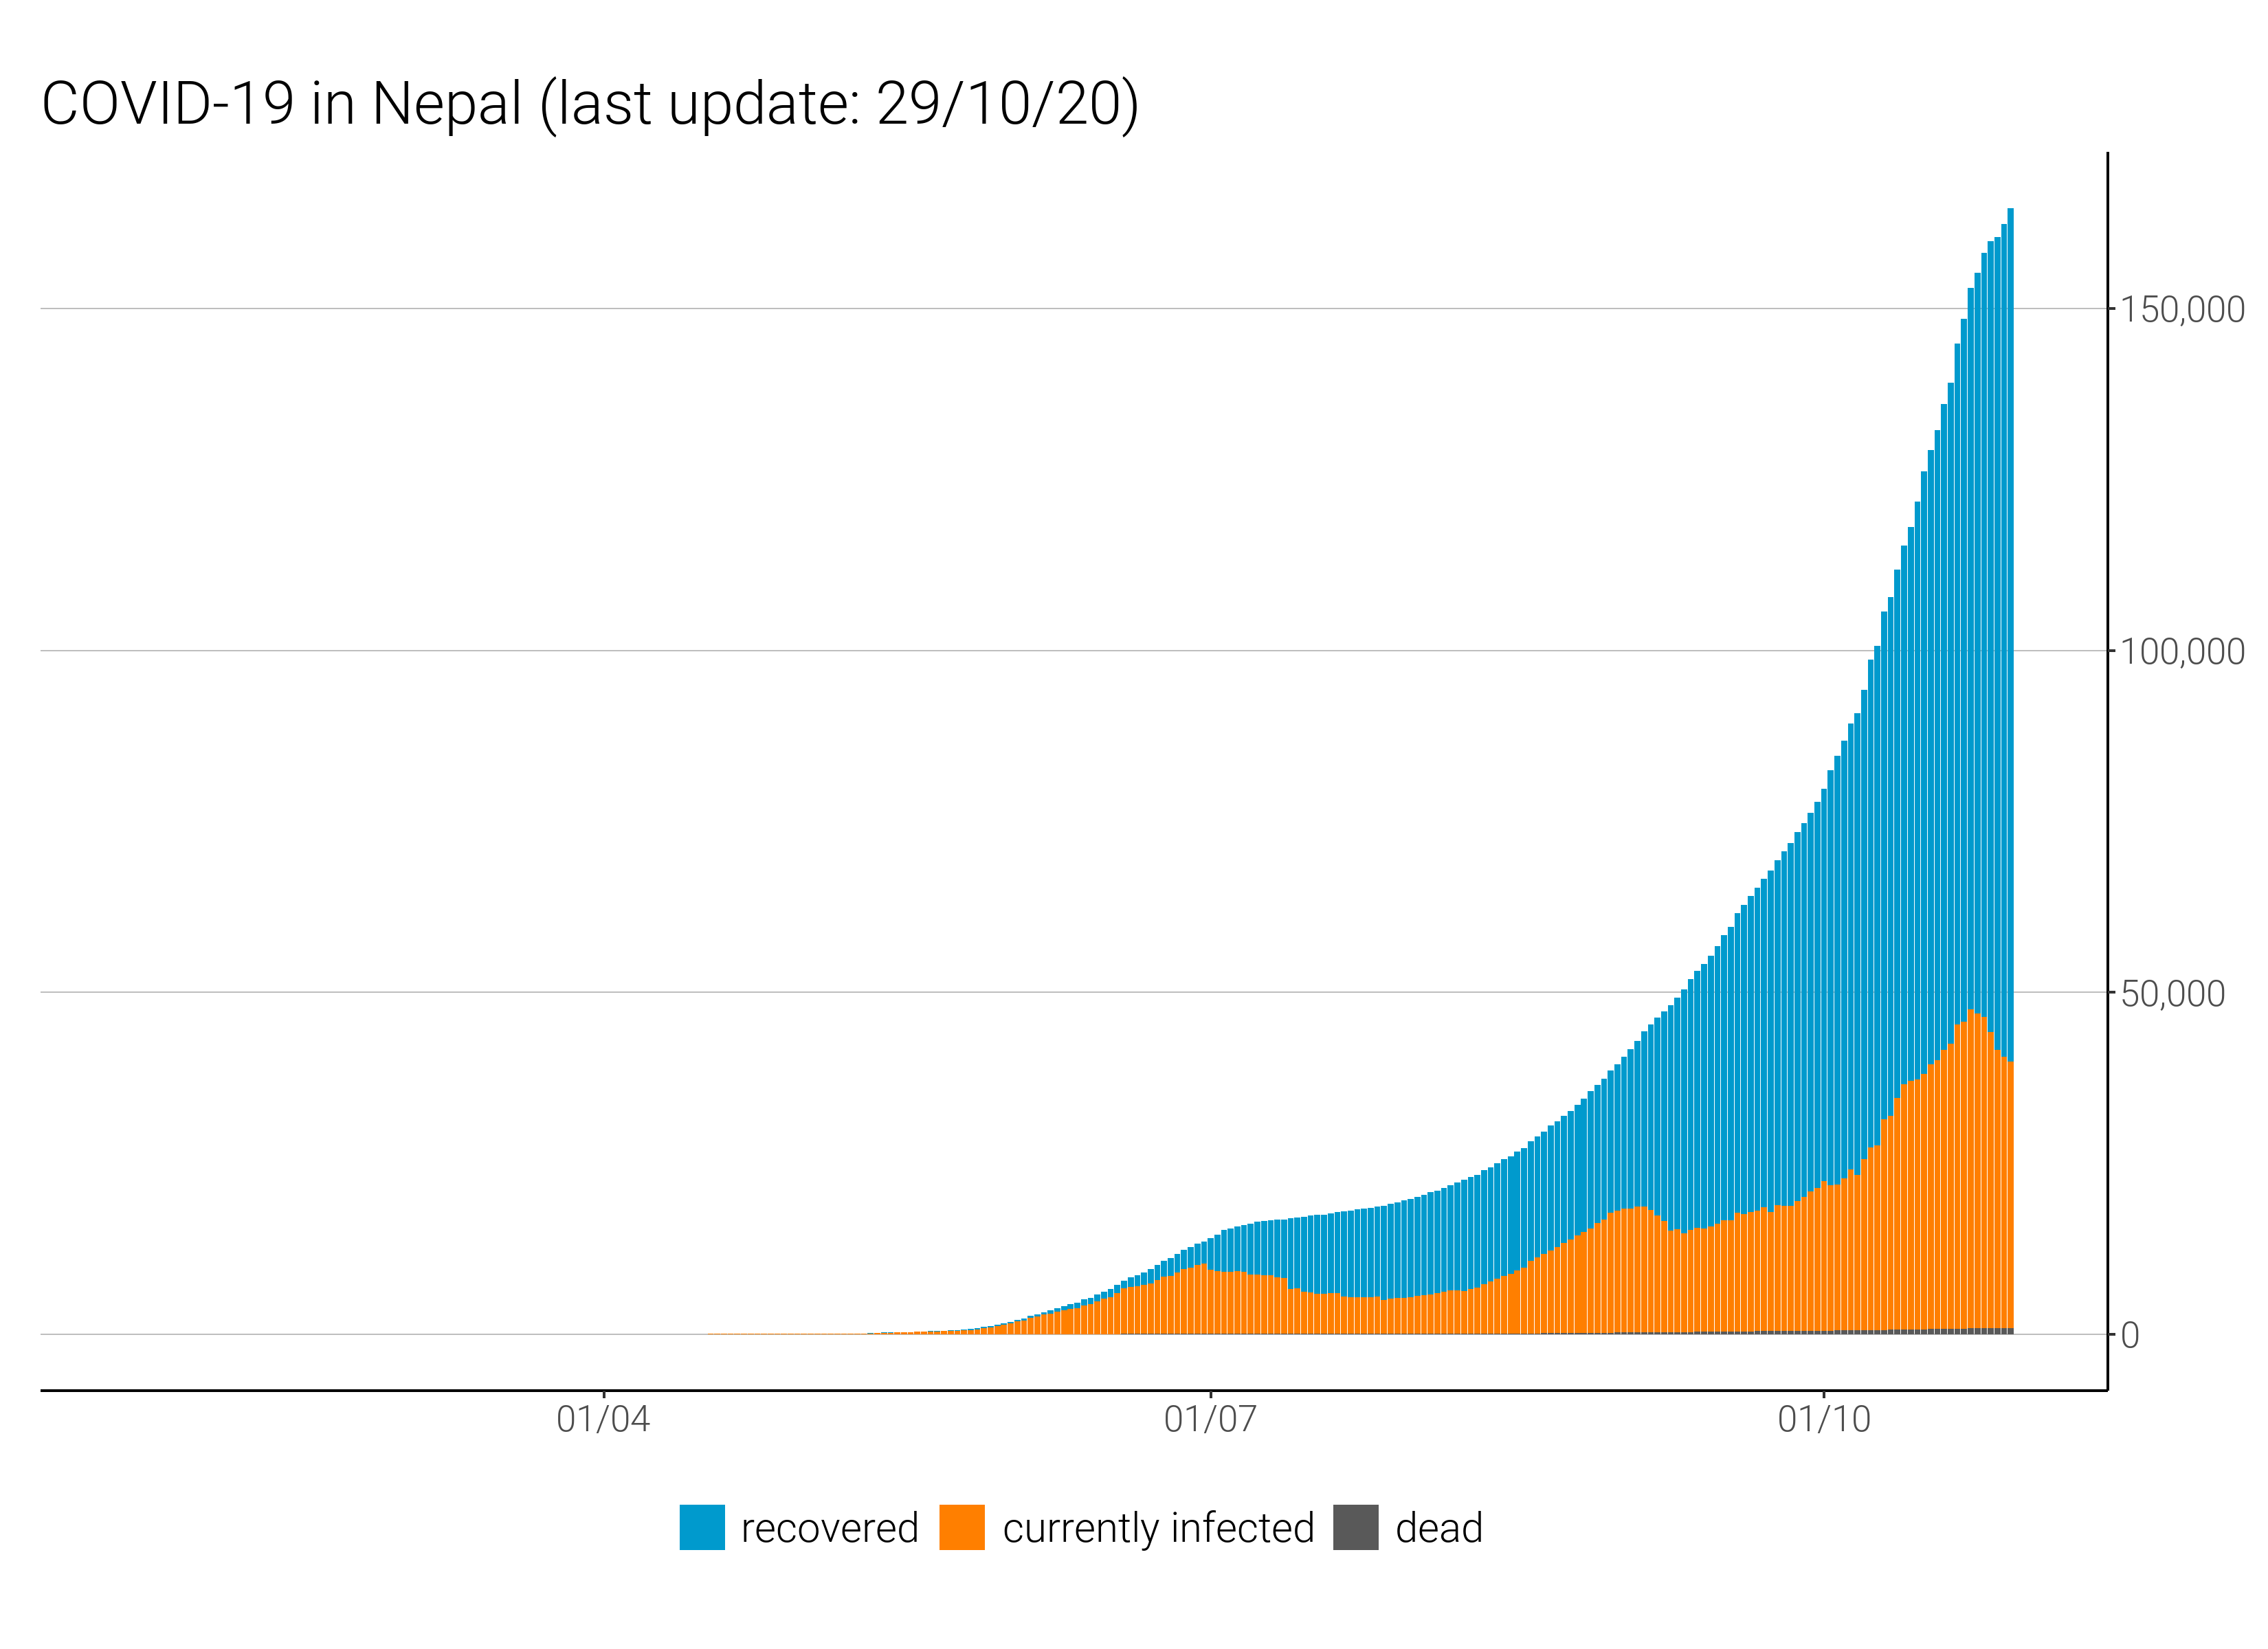 COVID-19 in Nepal (last update: 29/10/20)
150,000
100,000
50,000
0
01/04 01/07 01/10
recovered currently infected dead